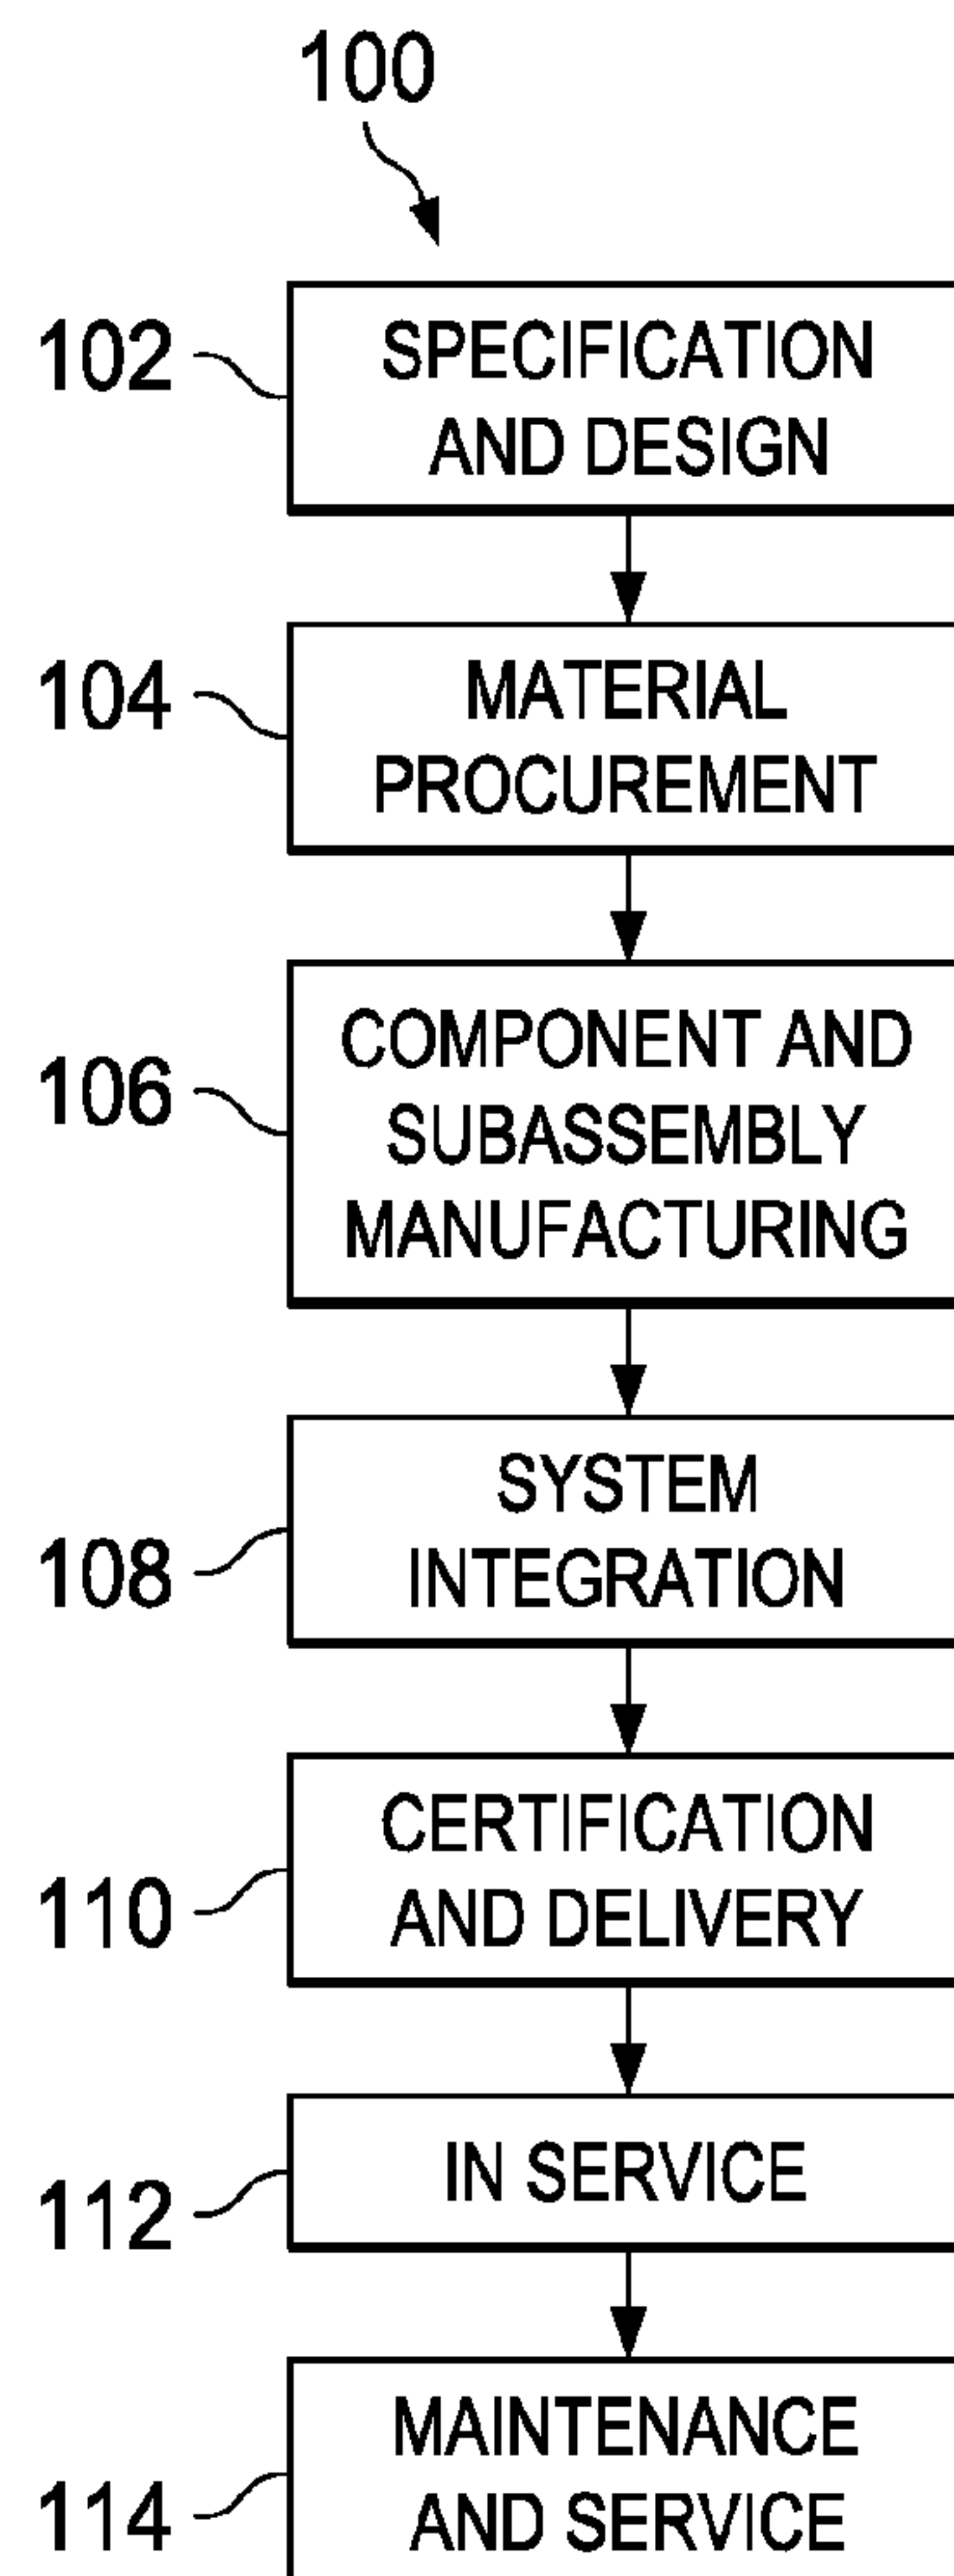 100
102
SPECIFICATION
AND DESIGN
104
MATERIAL
PROCUREMENT
106
COMPONENT AND
SUBASSEMBLY
MANUFACTURING
108
SYSTEM
INTEGRATION
110
CERTIFICATION
AND DELIVERY
112
IN SERVICE
114
MAINTENANCE
AND SERVICE